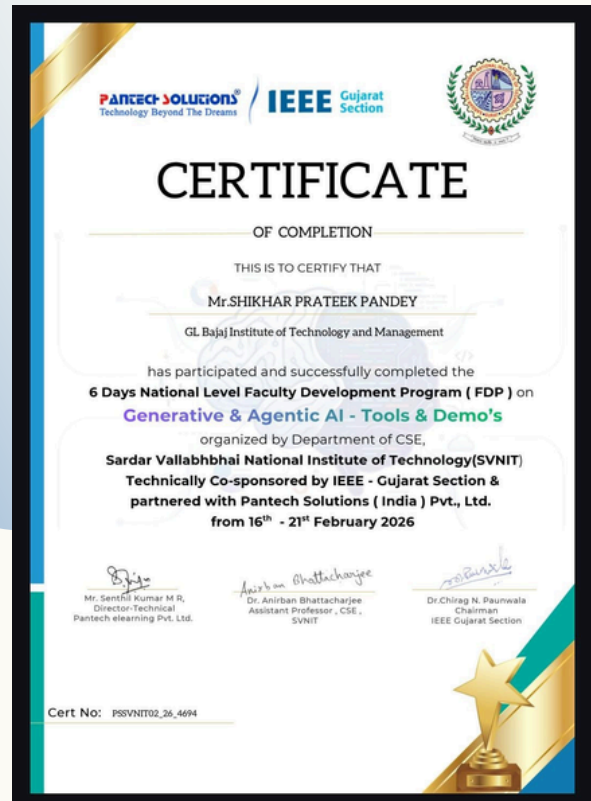 PANTECH SOLUTIONS®
Technology Beyond The Dreams
IEEE Gujarat Section
CERTIFICATE
OF COMPLETION
THIS IS TO CERTIFY THAT
Mr.SHIKHAR PRATEEK PANDEY
GL Bajaj Institute of Technology and Management
has participated and successfully completed the
6 Days National Level Faculty Development Program ( FDP ) on
Generative & Agentic AI - Tools & Demo's
organized by Department of CSE,
Sardar Vallabhbhai National Institute of Technology(SVNIT)
Technically Co-sponsored by IEEE - Gujarat Section &
partnered with Pantech Solutions ( India ) Pvt., Ltd.
from 16th - 21st February 2026
Anirban Bhattacharjee
Mr. Senthil Kumar M R,
Director-Technical
Pantech elearning Pvt. Ltd.
Dr. Anirban Bhattacharjee
Assistant Professor , CSE ,
SVNIT
Dr.Chirag N. Paunwala
Chairman
IEEE Gujarat Section
Cert No: PSSVNIT02_26_4694